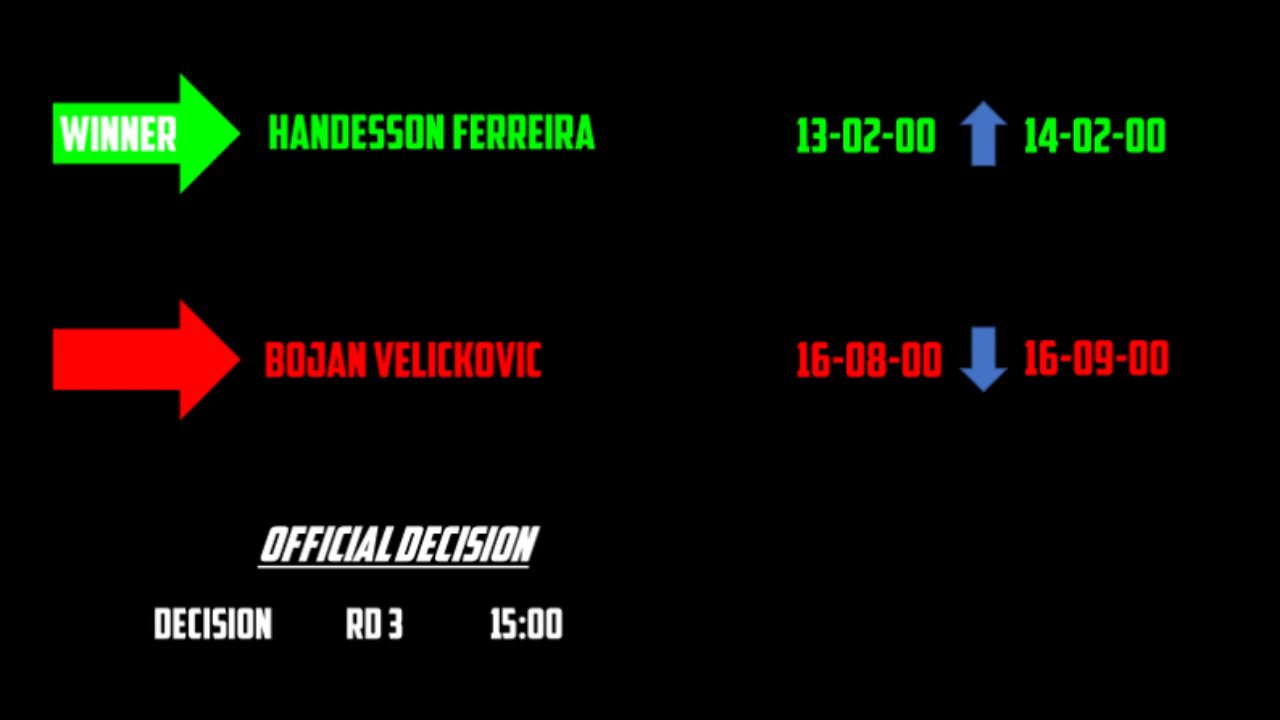 WINNER HANDESSON FERREIRA 13-02-00 14-02-00
BOJAN VELICKOVIC 16-08-00 16-09-00
OFFICIAL DECISION
DECISION RD 3 15:00